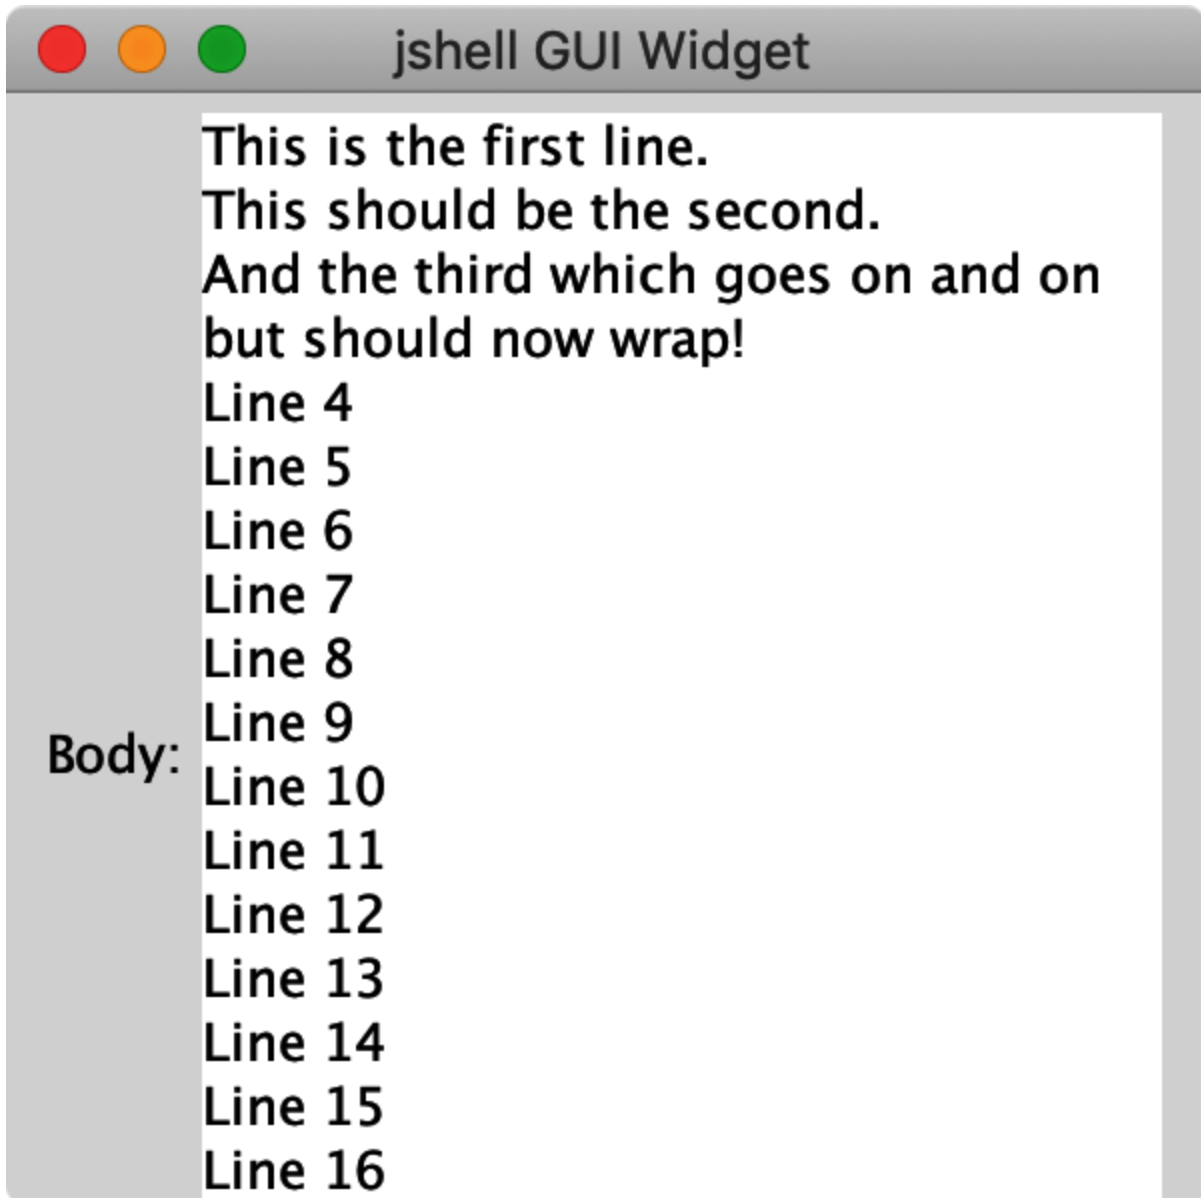 jshell GUI Widget
This is the first line.
This should be the second.
And the third which goes on and on
but should now wrap!
Line 4
Line 5
Line 6
Line 7
Line 8
Line 9
Body:
Line 10
Line 11
Line 12
Line 13
Line 14
Line 15
Line 16